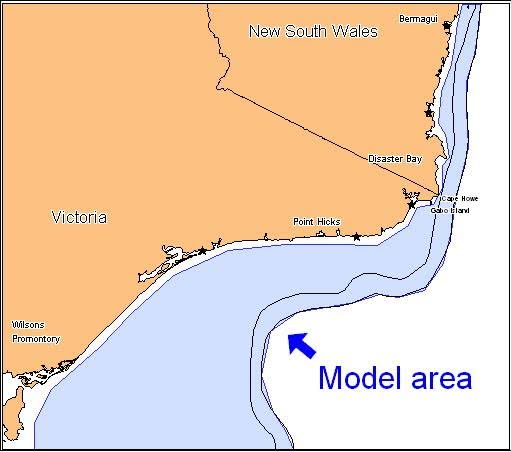 Bermagui
New South Wales
Disaster Bay
Cape Howe
Gabo Island
Victoria
Point Hicks
Wilsons
Promontory
Model area